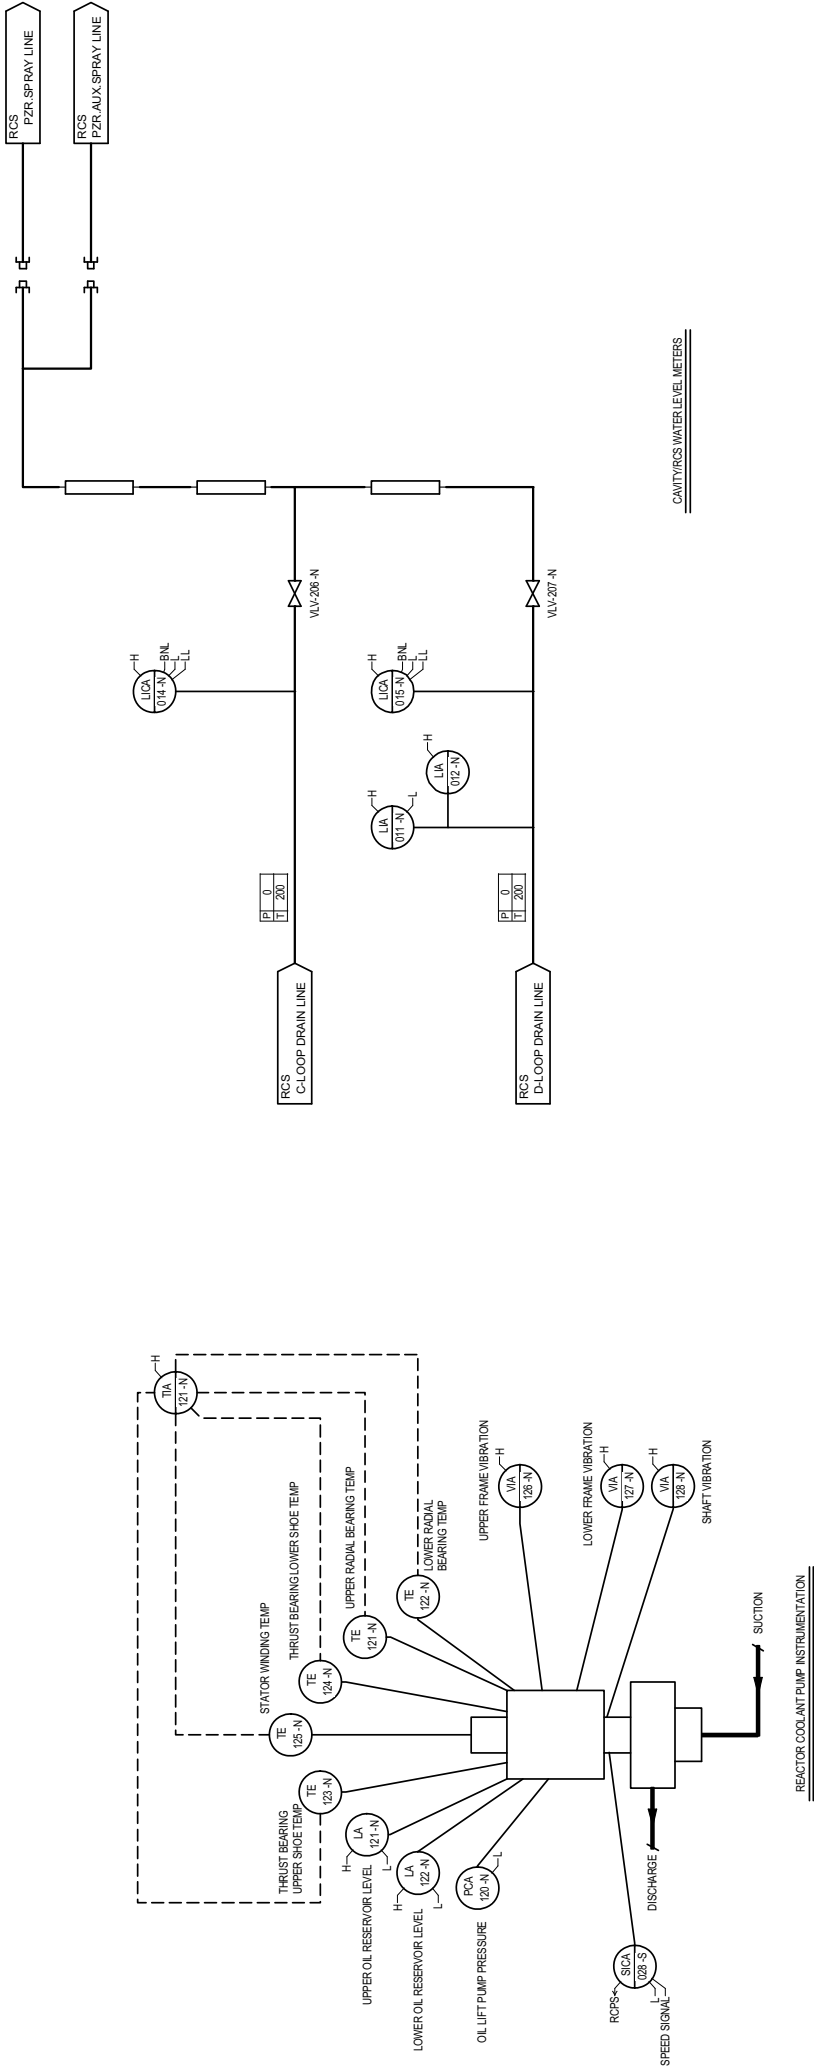 RCS
PZR.SPRAY LINE
RCS
PZR.AUX.SPRAY LINE
VLV-206 -N
VLV-207 -N
LICA
014 -N
H
BNL
L
LL
LICA
015 -N
H
BNL
L
LL
LIA
012 -N
H
LIA
011 -N
H
L
P 0
T 200
P 0
T 200
RCS
C-LOOP DRAIN LINE
RCS
D-LOOP DRAIN LINE
CAVITY/RCS WATER LEVEL METERS
TIA
121 -N
H
STATOR WINDING TEMP
TE
125 -N
THRUST BEARING LOWER SHOE TEMP
TE
124 -N
UPPER RADIAL BEARING TEMP
TE
121 -N
LOWER RADIAL
BEARING TEMP
TE
122 -N
UPPER FRAME VIBRATION
VIA
126 -N
H
LOWER FRAME VIBRATION
VIA
127 -N
H
VIA
128 -N
H
SHAFT VIBRATION
THRUST BEARING
UPPER SHOE TEMP
TE
123 -N
UPPER OIL RESERVOIR LEVEL
LA
121 -N
H
L
LOWER OIL RESERVOIR LEVEL
LA
122 -N
H
L
OIL LIFT PUMP PRESSURE
PCA
120 -N
L
DISCHARGE
SUCTION
RCPS
SICA
028 -S
L
SPEED SIGNAL
REACTOR COOLANT PUMP INSTRUMENTATION